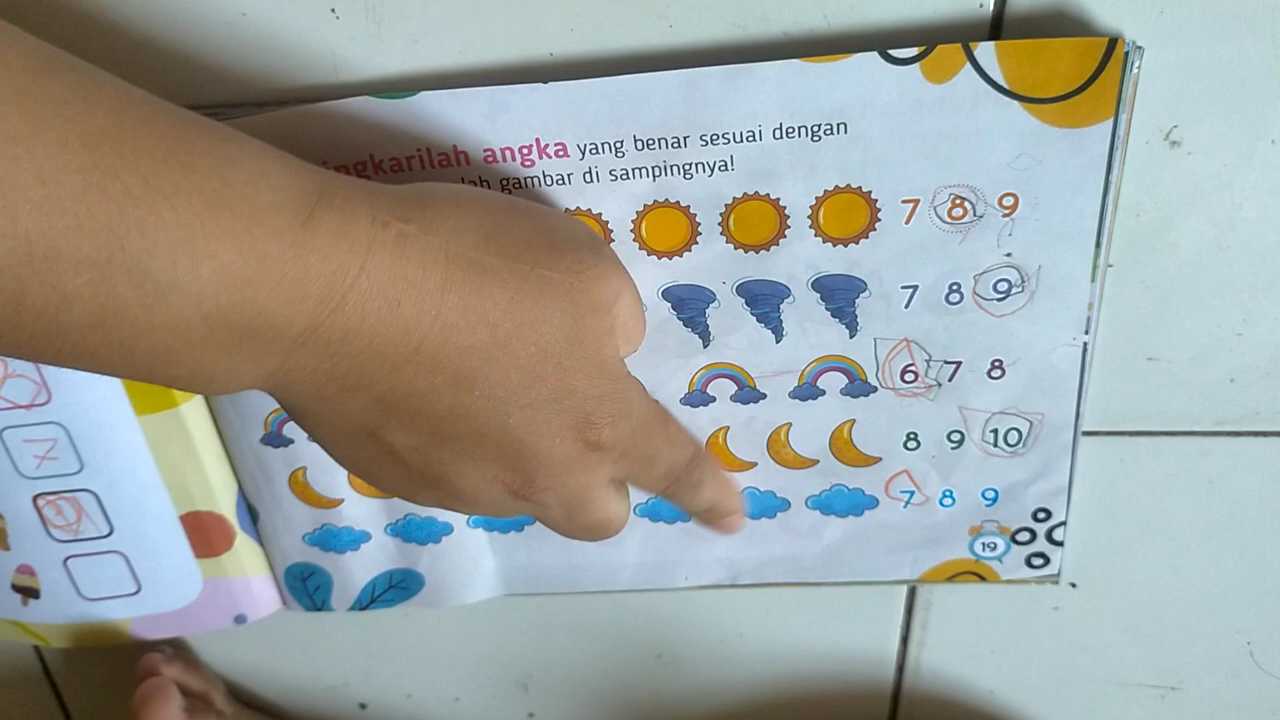 ingkarilah angka yang benar sesuai dengan
lah gambar di sampingnya!
7 8 9
7 8 9
6 7 8
8 9 10
7 8 9
19
7